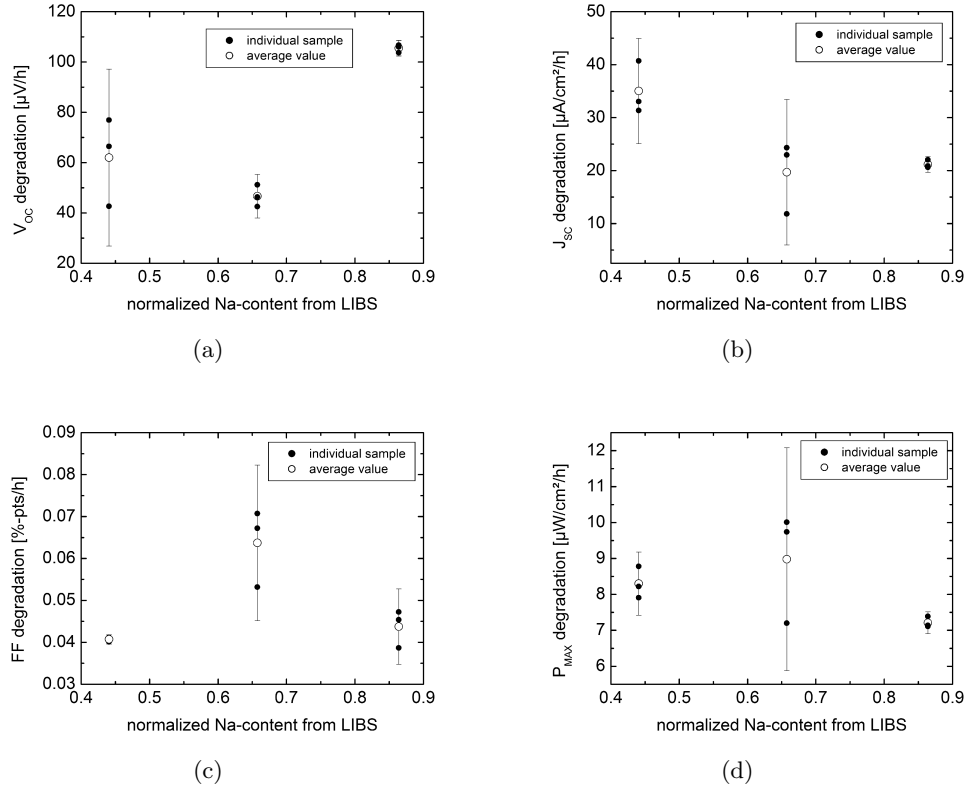 120
100
80
60
40
20
V_OC degradation [µV/h]
individual sample
average value
0.4 0.5 0.6 0.7 0.8 0.9
normalized Na-content from LIBS
(a)
50
40
30
20
10
J_SC degradation [µA/cm²/h]
individual sample
average value
0.4 0.5 0.6 0.7 0.8 0.9
normalized Na-content from LIBS
(b)
0.09
0.08
0.07
0.06
0.05
0.04
0.03
FF degradation [%-pts/h]
individual sample
average value
0.4 0.5 0.6 0.7 0.8 0.9
normalized Na-content from LIBS
(c)
12
11
10
9
8
7
6
P_MAX degradation [µW/cm²/h]
individual sample
average value
0.4 0.5 0.6 0.7 0.8 0.9
normalized Na-content from LIBS
(d)